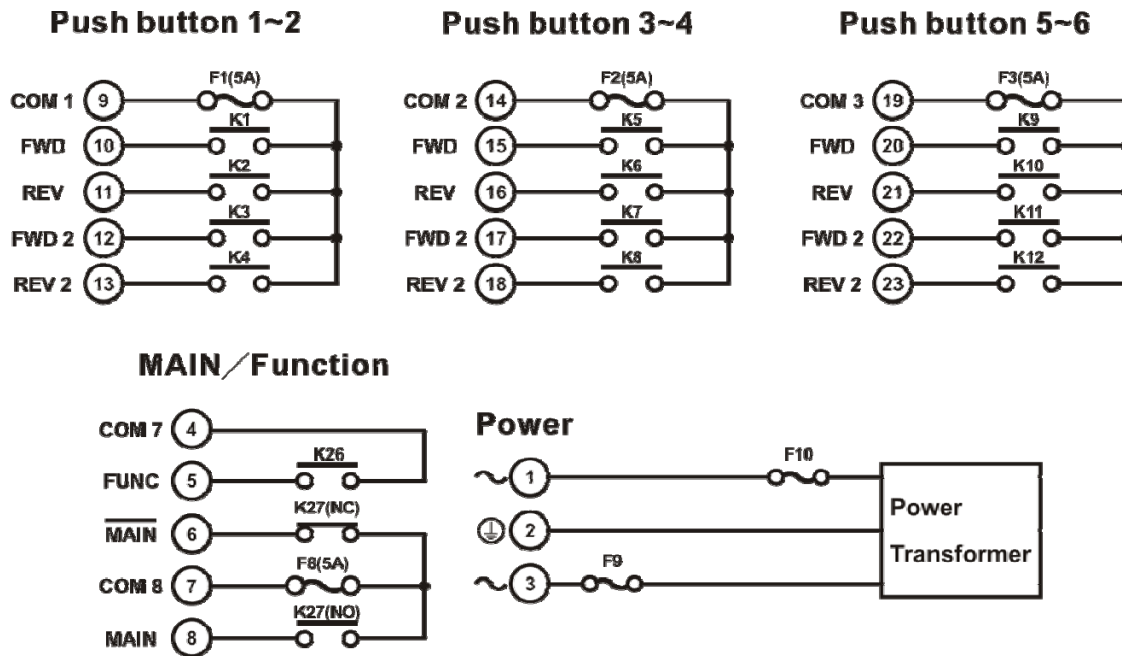 Push button 1~2
F1(5A)
COM 1 9
K1
FWD 10
K2
REV 11
K3
FWD 2 12
K4
REV 2 13
Push button 3~4
F2(5A)
COM 2 14
K5
FWD 15
K6
REV 16
K7
FWD 2 17
K8
REV 2 18
Push button 5~6
F3(5A)
COM 3 19
K9
FWD 20
K10
REV 21
K11
FWD 2 22
K12
REV 2 23
MAIN/Function
COM 7 4
K26
FUNC 5
K27(NC)
MAIN 6
F8(5A)
COM 8 7
K27(NO)
MAIN 8
Power
F10
~ 1
2
F9
~ 3
Power
Transformer